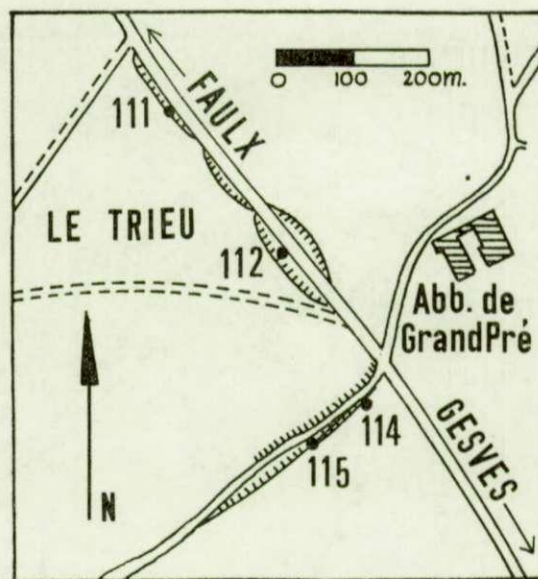 FAULX
0 100 200m.
111
LE TRIEU
112
Abb. de
GrandPré
114
115
GESVES
N